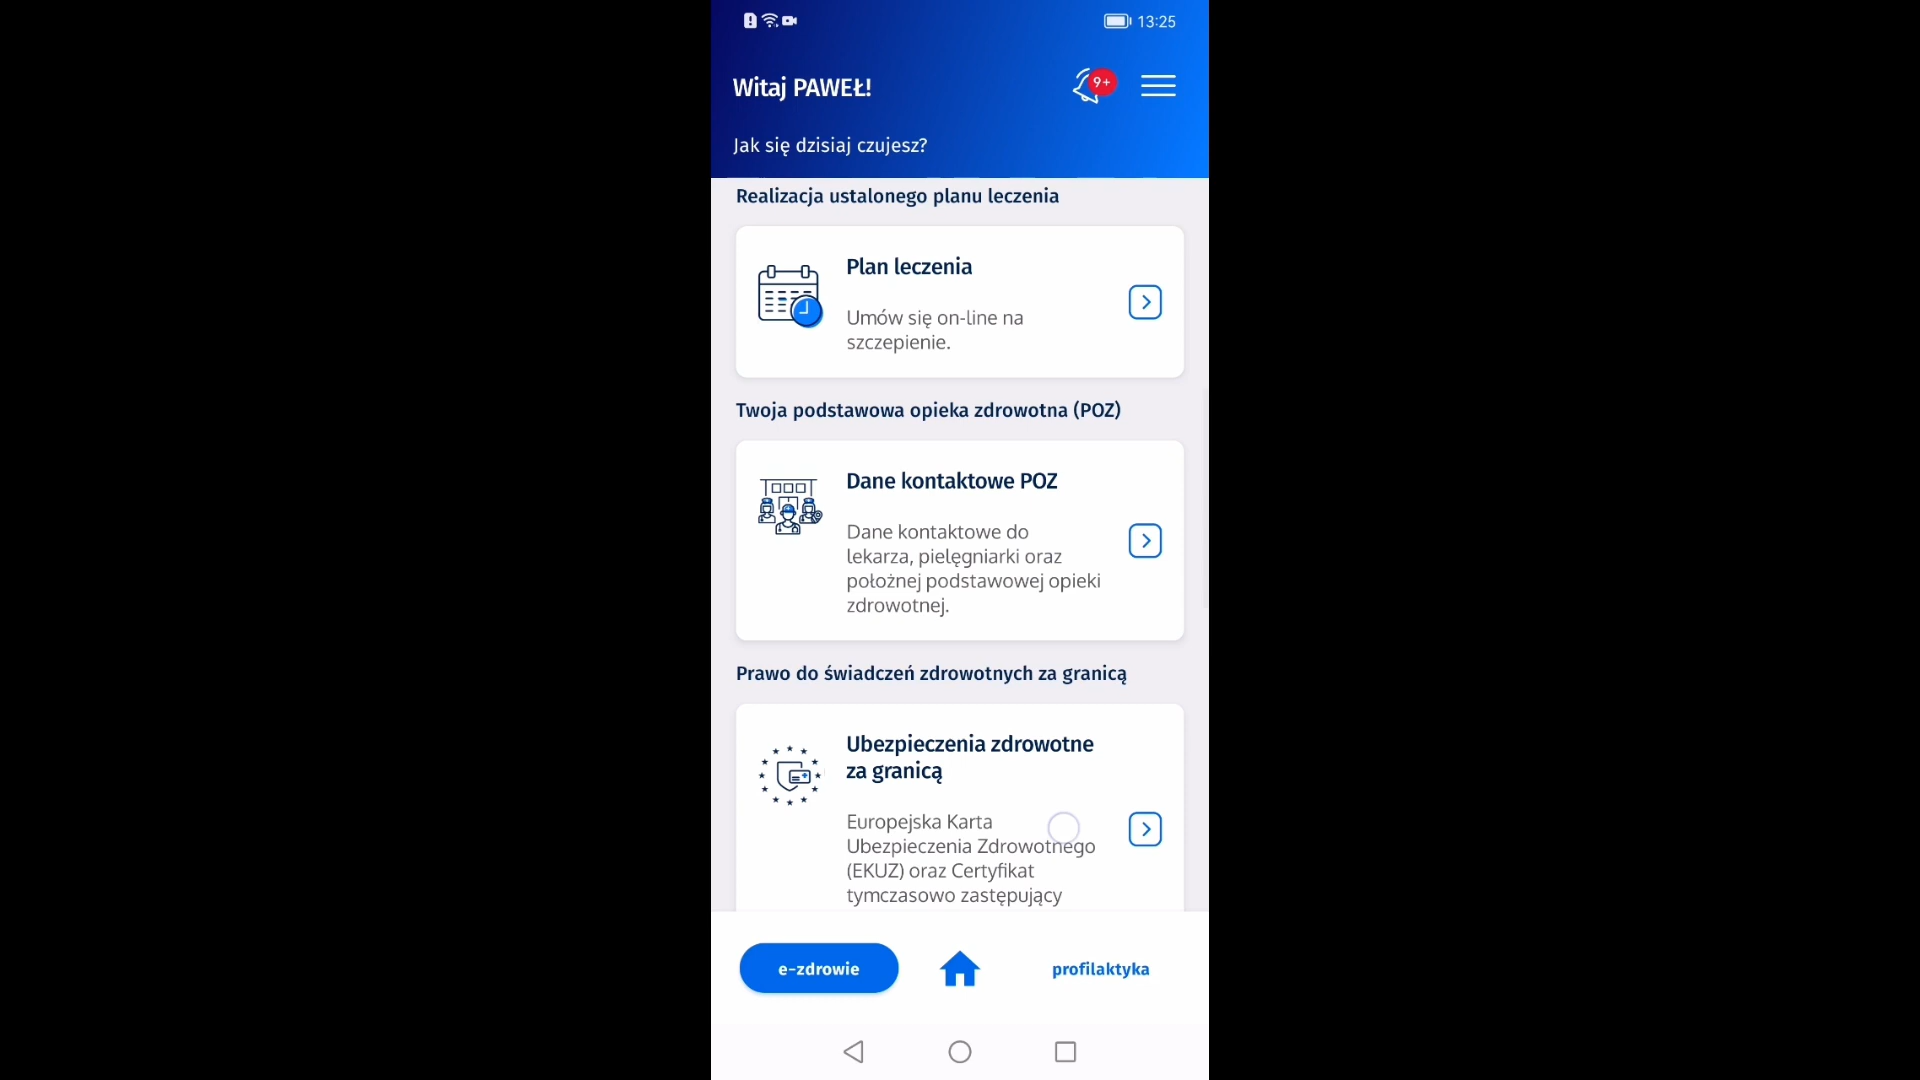 13:25
Witaj PAWEŁ!
9+
Jak się dzisiaj czujesz?
Realizacja ustalonego planu leczenia
Plan leczenia
Umów się on-line na
szczepienie.
Twoja podstawowa opieka zdrowotna (POZ)
Dane kontaktowe POZ
Dane kontaktowe do
lekarza, pielęgniarki oraz
położnej podstawowej opieki
zdrowotnej.
Prawo do świadczeń zdrowotnych za granicą
Ubezpieczenia zdrowotne
za granicą
Europejska Karta
Ubezpieczenia Zdrowotnego
(EKUZ) oraz Certyfikat
tymczasowo zastępujący
e-zdrowie
profilaktyka